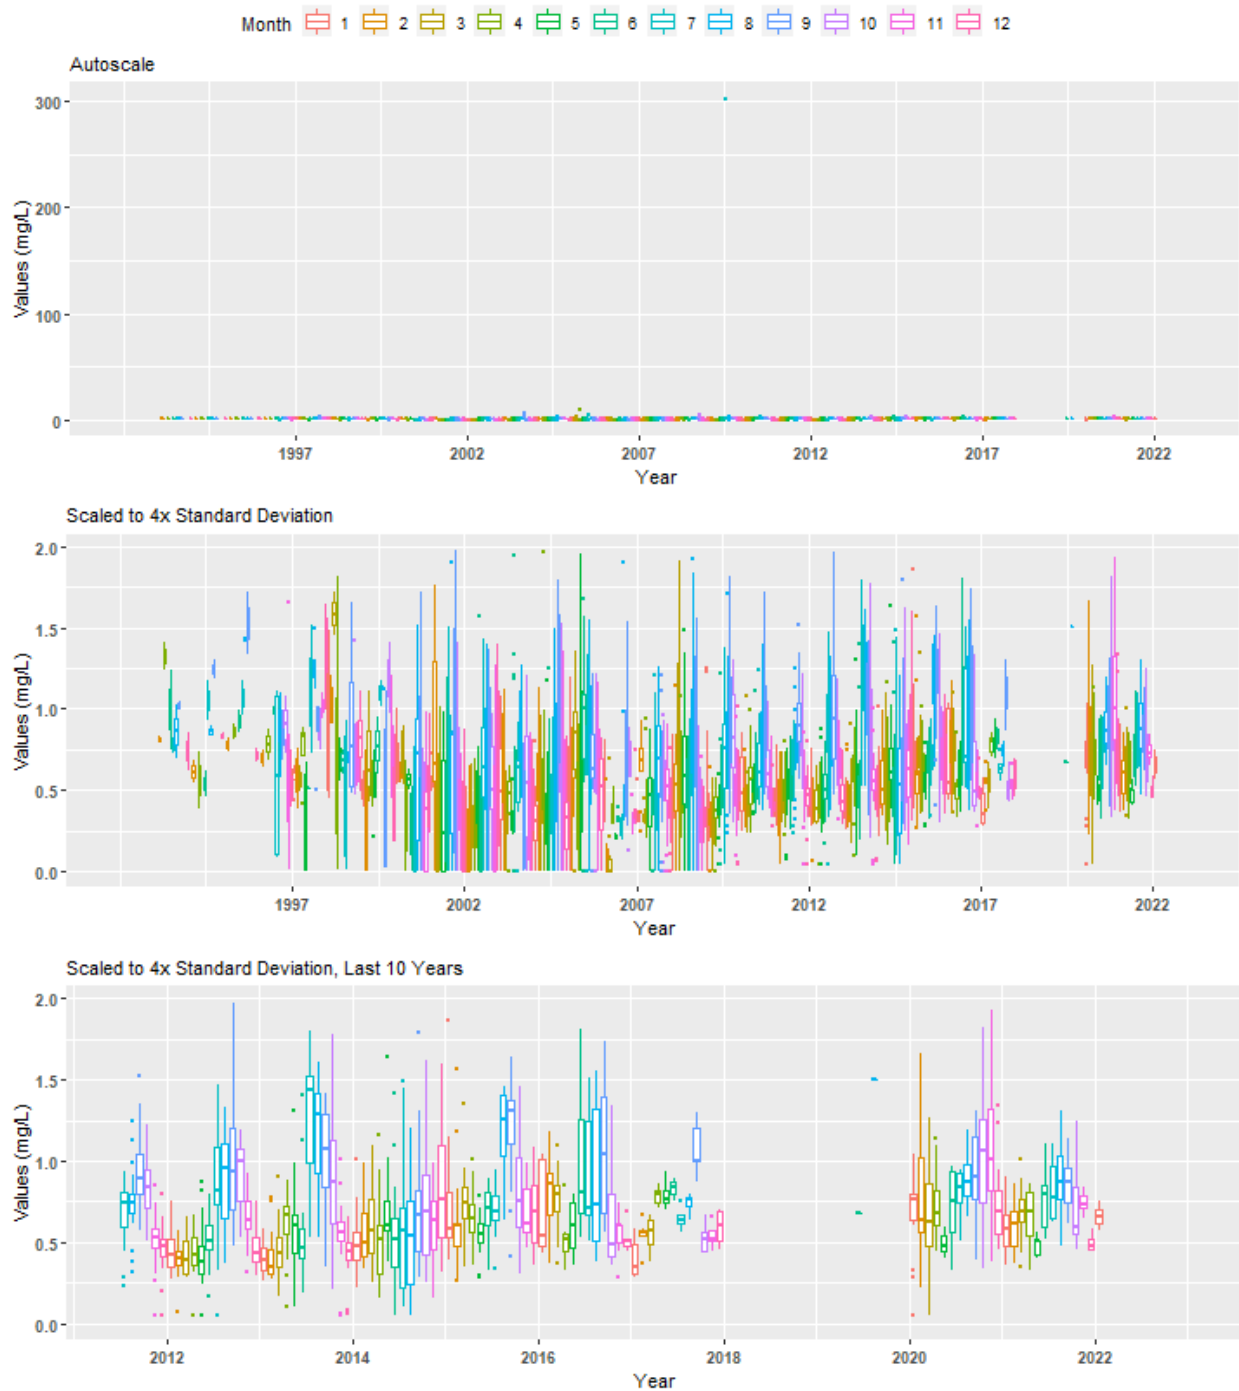 Month 1 2 3 4 5 6 7 8 9 10 11 12
Autoscale
300
200
100
0
Values (mg/L)
1997 2002 2007 2012 2017 2022
Year
Scaled to 4x Standard Deviation
2.0
1.5
1.0
0.5
0.0
Values (mg/L)
1997 2002 2007 2012 2017 2022
Year
Scaled to 4x Standard Deviation, Last 10 Years
2.0
1.5
1.0
0.5
0.0
Values (mg/L)
2012 2014 2016 2018 2020 2022
Year